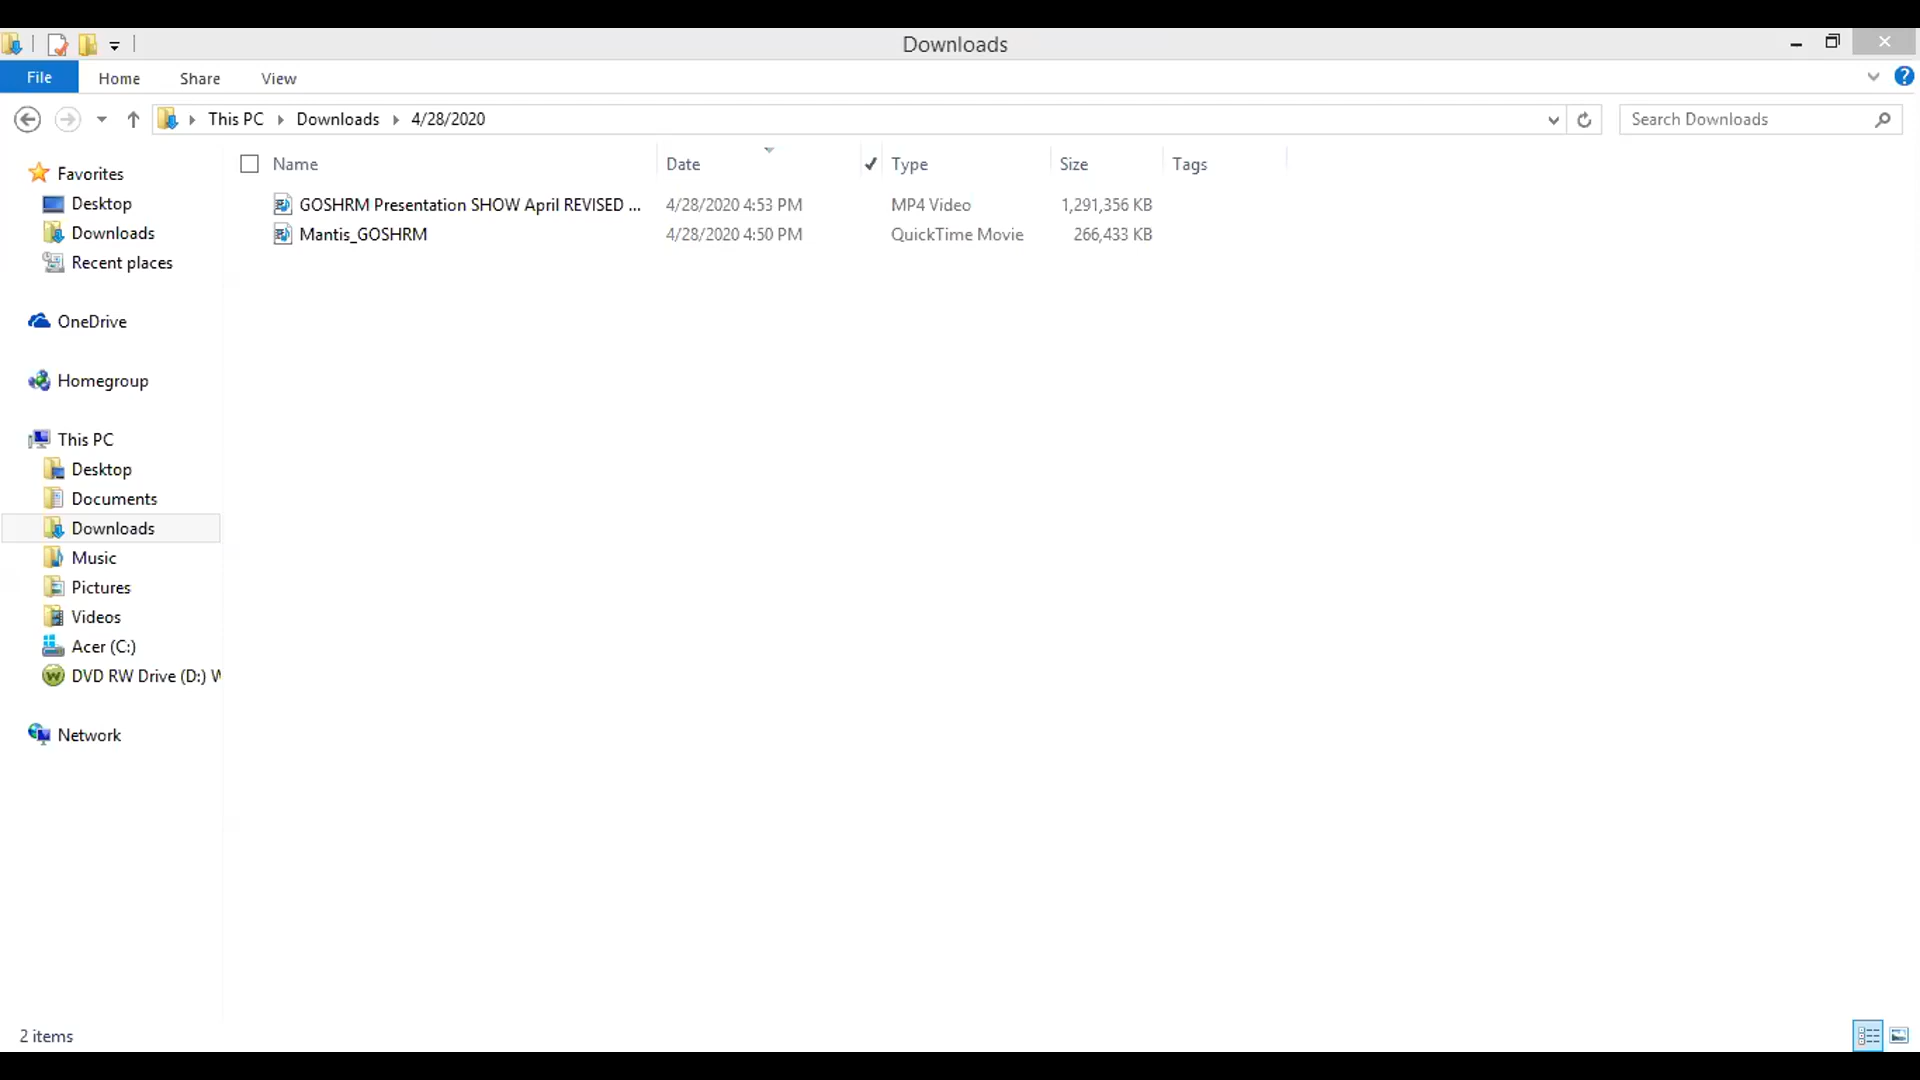 Downloads
File Home Share View
This PC Downloads 4/28/2020 Search Downloads
Name Date Type Size Tags
GOSHRM Presentation SHOW April REVISED ... 4/28/2020 4:53 PM MP4 Video 1,291,356 KB
Mantis_GOSHRM 4/28/2020 4:50 PM QuickTime Movie 266,433 KB
Favorites
Desktop
Downloads
Recent places
OneDrive
Homegroup
This PC
Desktop
Documents
Downloads
Music
Pictures
Videos
Acer (C:)
DVD RW Drive (D:) W
Network
2 items